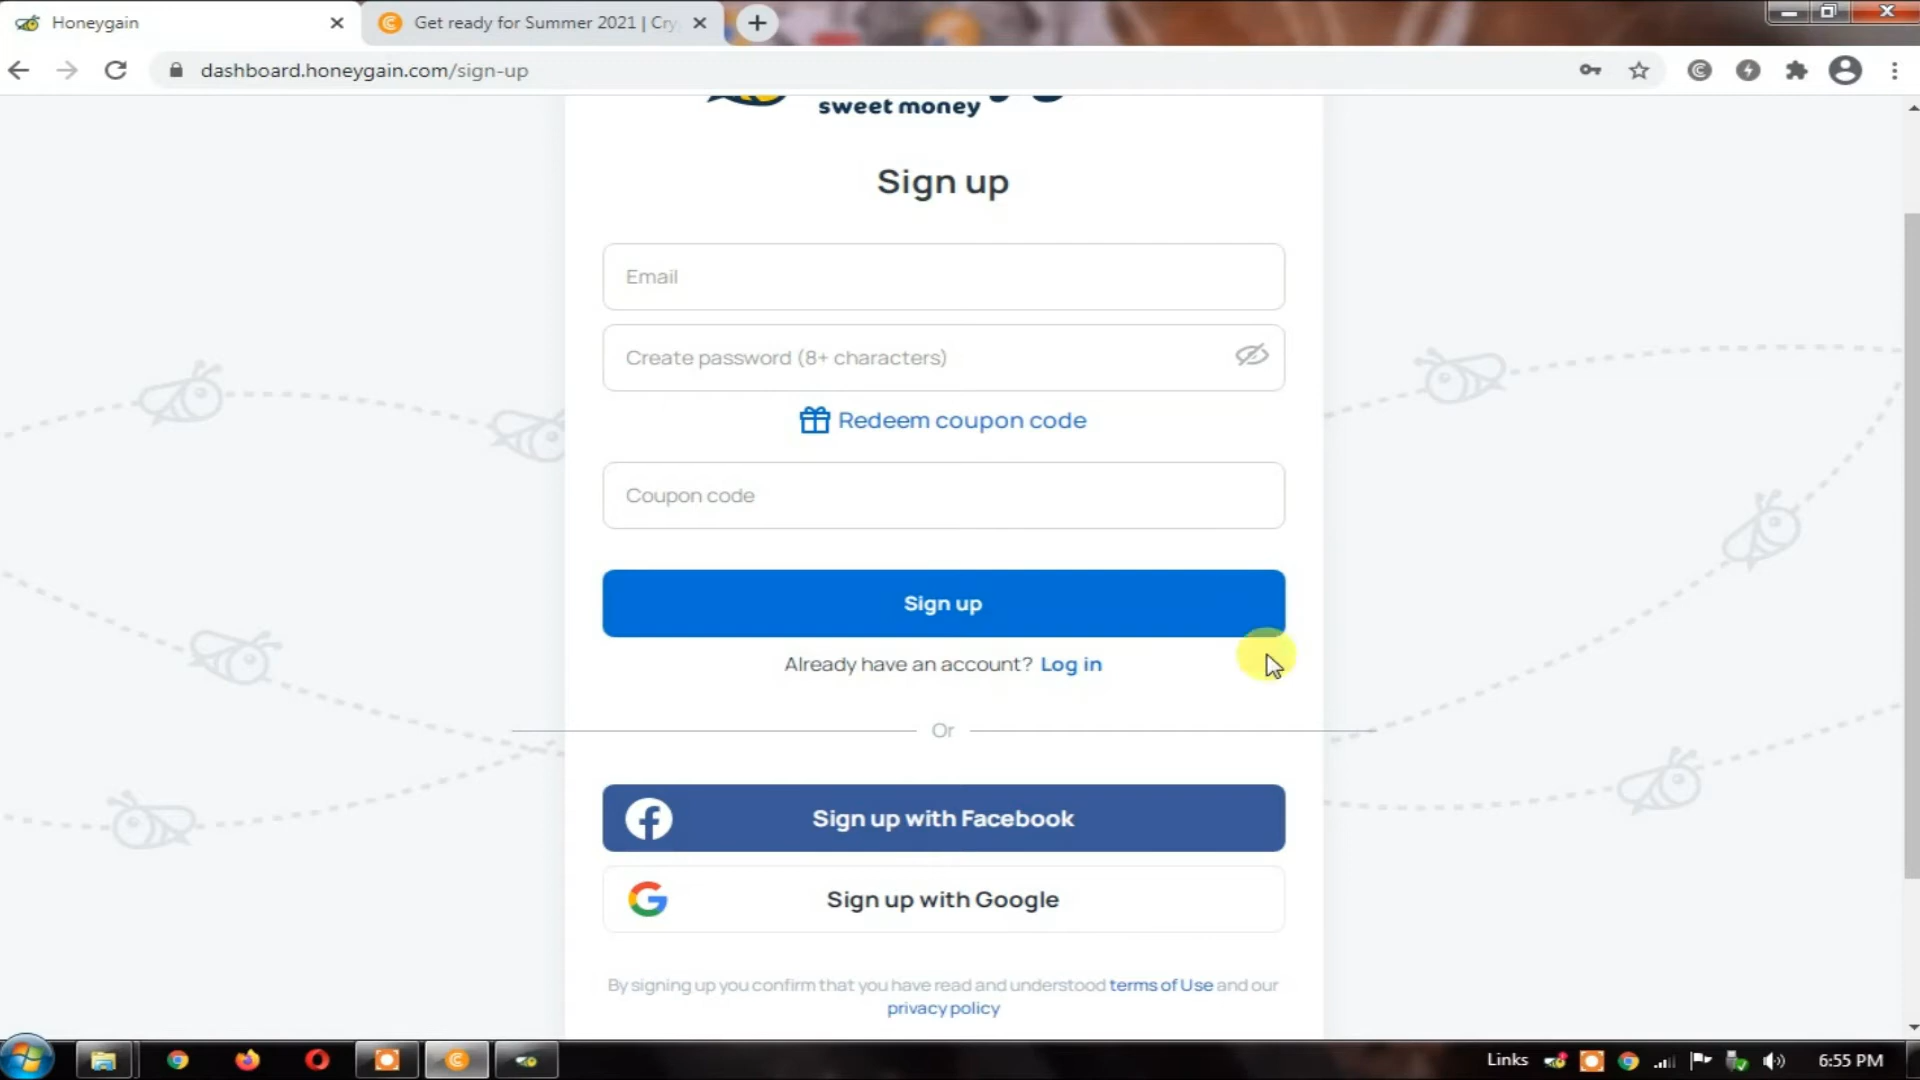 Honeygain
Get ready for Summer 2021 | Cry
dashboard.honeygain.com/sign-up
sweet money
Sign up
Email
Create password (8+ characters)
Redeem coupon code
Coupon code
Sign up
Already have an account? Log in
Or
Sign up with Facebook
Sign up with Google
By signing up you confirm that you have read and understood terms of Use and our
privacy policy
Links
6:55 PM